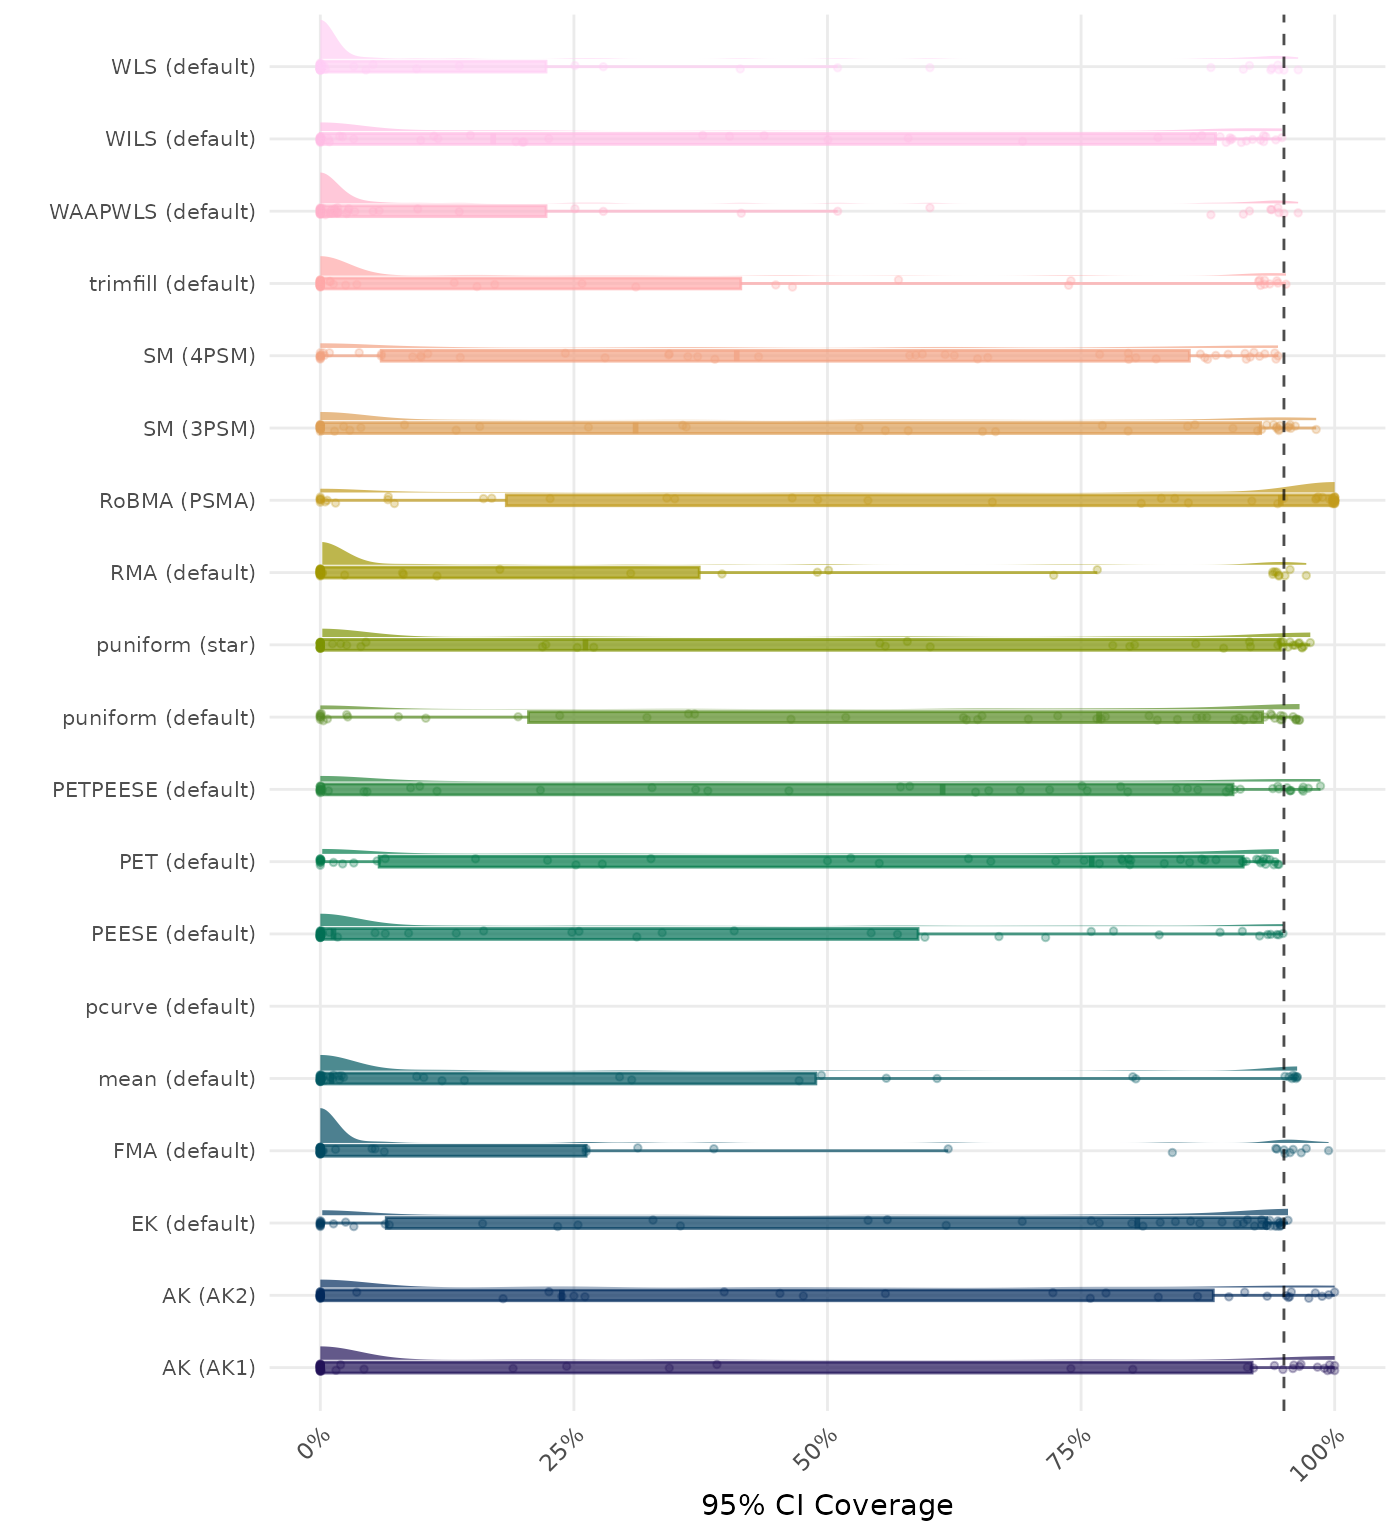 WLS (default)
WILS (default)
WAAPWLS (default)
trimfill (default)
SM (4PSM)
SM (3PSM)
RoBMA (PSMA)
RMA (default)
puniform (star)
puniform (default)
PETPEESE (default)
PET (default)
PEESE (default)
pcurve (default)
mean (default)
FMA (default)
EK (default)
AK (AK2)
AK (AK1)
0%
25%
50%
75%
100%
95% CI Coverage